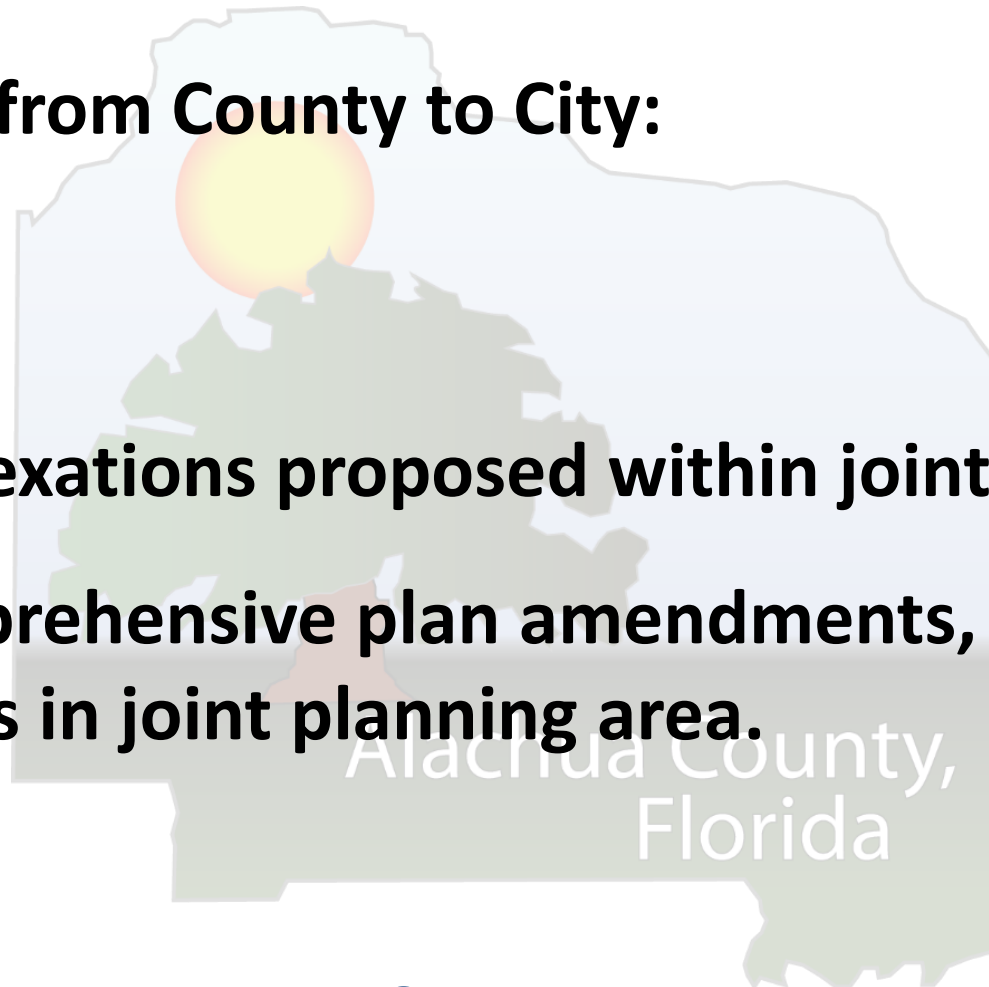 from County to City:
exations proposed within joint
prehensive plan amendments,
s in joint planning area.
Alachua County,
Florida